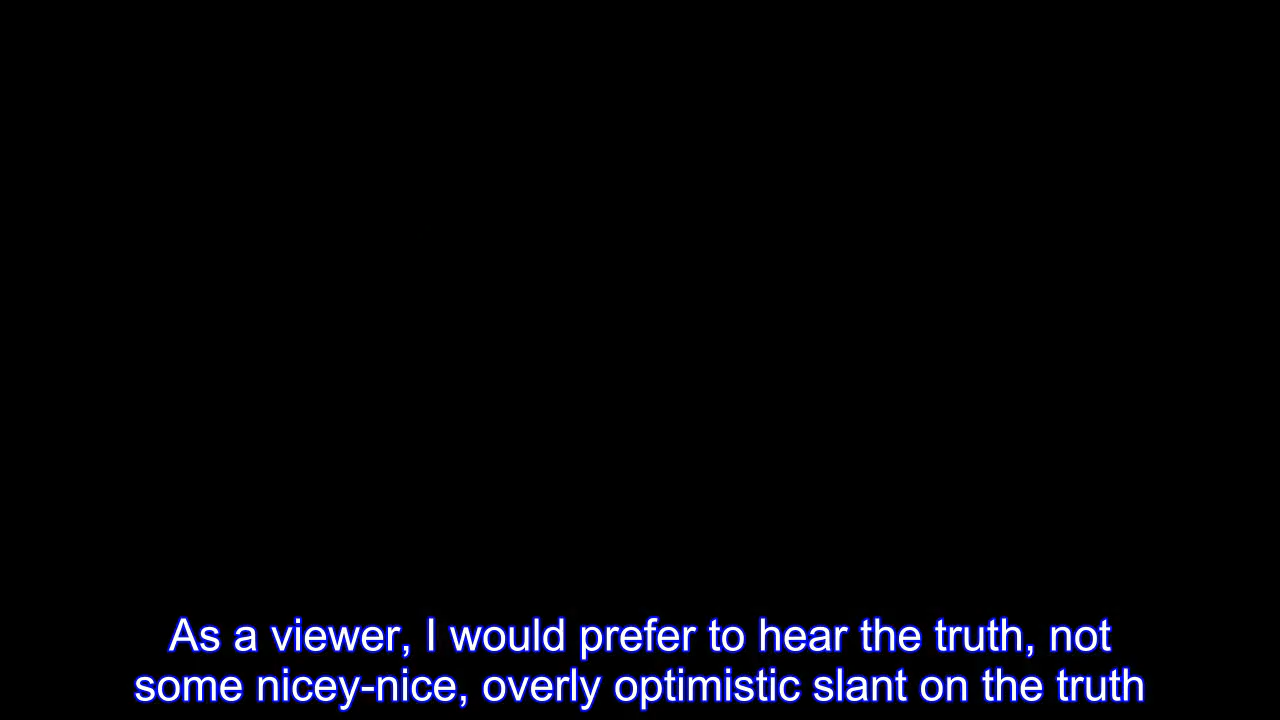 As a viewer, I would prefer to hear the truth, not
some nicey-nice, overly optimistic slant on the truth